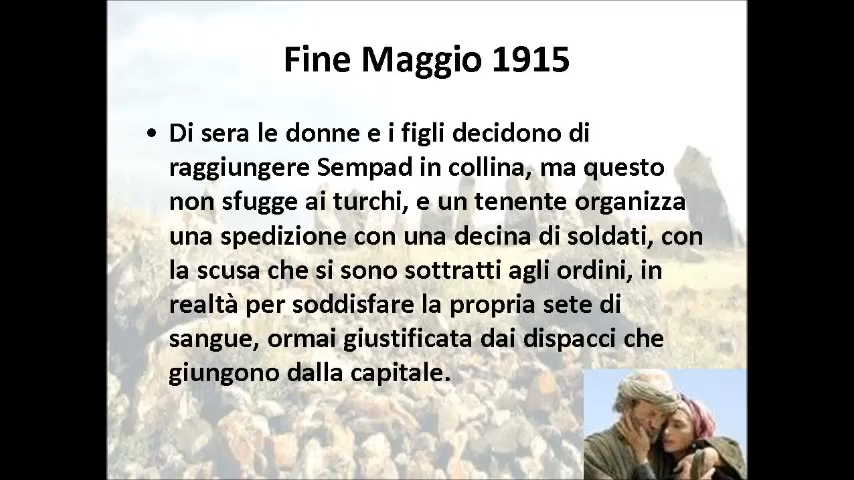 Fine Maggio 1915
• Di sera le donne e i figli decidono di
raggiungere Sempad in collina, ma questo
non sfugge ai turchi, e un tenente organizza
una spedizione con una decina di soldati, con
la scusa che si sono sottratti agli ordini, in
realtà per soddisfare la propria sete di
sangue, ormai giustificata dai dispacci che
giungono dalla capitale.